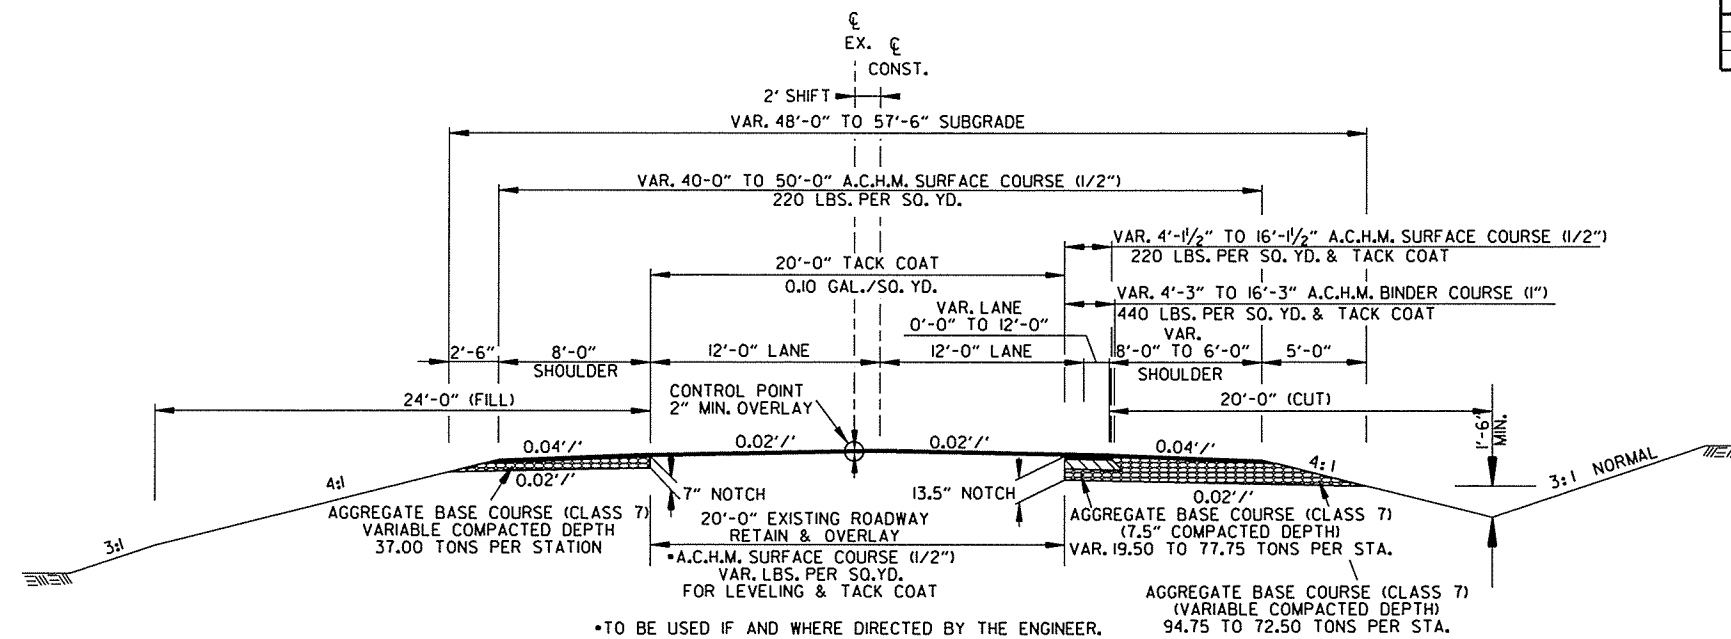 ℄
EX. ℄
CONST.
2' SHIFT
VAR. 48'-0" TO 57'-6" SUBGRADE
VAR. 40-0" TO 50'-0" A.C.H.M. SURFACE COURSE (1/2")
220 LBS. PER SQ. YD.
VAR. 4'-1 1/2" TO 16'-1 1/2" A.C.H.M. SURFACE COURSE (1/2")
220 LBS. PER SQ. YD. & TACK COAT
20'-0" TACK COAT
0.10 GAL./SQ. YD.
VAR. 4'-3" TO 16'-3" A.C.H.M. BINDER COURSE (1")
440 LBS. PER SQ. YD. & TACK COAT
VAR. LANE
0'-0" TO 12'-0"
VAR.
2'-6" 8'-0" 12'-0" LANE 12'-0" LANE 8'-0" TO 6'-0" 5'-0"
SHOULDER SHOULDER
24'-0" (FILL) CONTROL POINT 20'-0" (CUT)
2" MIN. OVERLAY
1'-6" MIN.
0.04'/' 0.02'/' 0.02'/' 0.04'/'
4:1 0.02'/' 7" NOTCH 13.5" NOTCH 0.02'/' 4:1 3:1 NORMAL
3:1
AGGREGATE BASE COURSE (CLASS 7)
VARIABLE COMPACTED DEPTH
37.00 TONS PER STATION
20'-0" EXISTING ROADWAY
RETAIN & OVERLAY
•A.C.H.M. SURFACE COURSE (1/2")
VAR. LBS. PER SQ.YD.
FOR LEVELING & TACK COAT
AGGREGATE BASE COURSE (CLASS 7)
(7.5" COMPACTED DEPTH)
VAR. 19.50 TO 77.75 TONS PER STA.
AGGREGATE BASE COURSE (CLASS 7)
(VARIABLE COMPACTED DEPTH)
94.75 TO 72.50 TONS PER STA.
•TO BE USED IF AND WHERE DIRECTED BY THE ENGINEER.